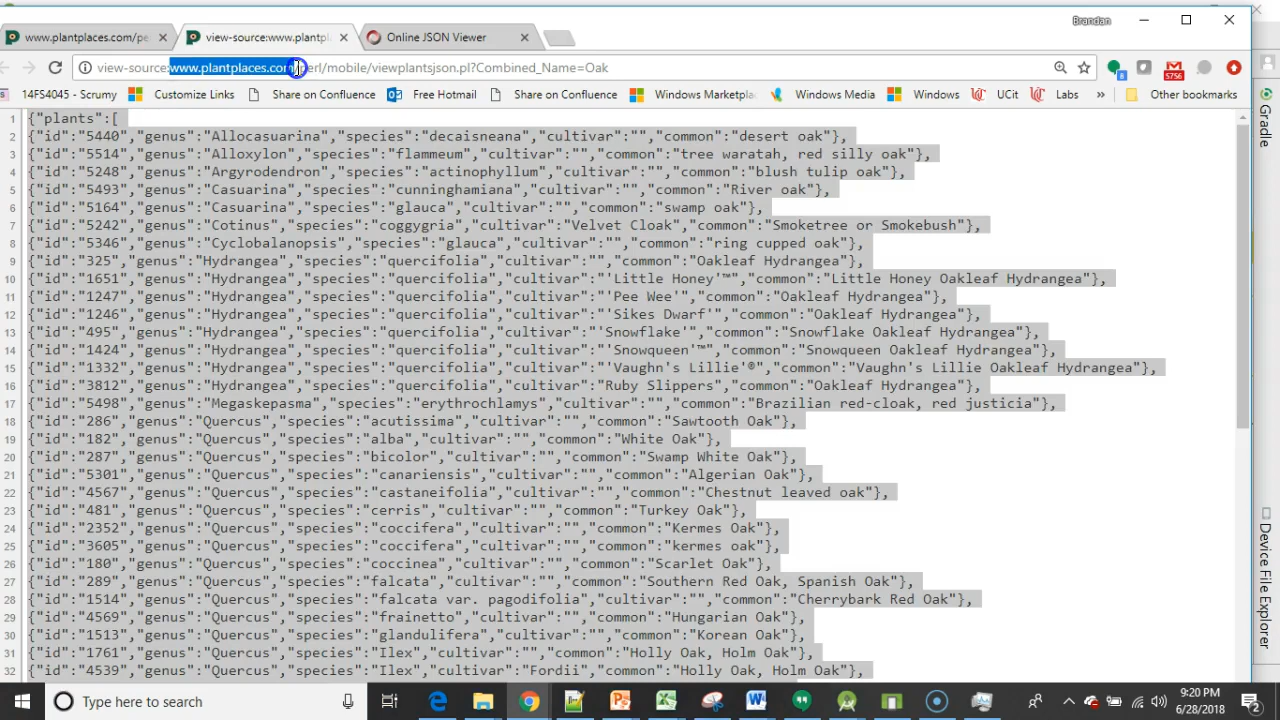 Brandan
www.plantplaces.com/pe
view-source:www.plantpl
Online JSON Viewer
view-source:www.plantplaces.com/perl/mobile/viewplantsjson.pl?Combined_Name=Oak
14FS4045 - Scrumy
Customize Links
Share on Confluence
Free Hotmail
Share on Confluence
Windows Marketplac
Windows Media
Windows
UCit
Labs
»
Other bookmarks
8
5756
1 {"plants":[
2 {"id":"5440","genus":"Allocasuarina","species":"decaisneana","cultivar":"","common":"desert oak"},
3 {"id":"5514","genus":"Alloxylon","species":"flammeum","cultivar":"","common":"tree waratah, red silly oak"},
4 {"id":"5248","genus":"Argyrodendron","species":"actinophyllum","cultivar":"","common":"blush tulip oak"},
5 {"id":"5493","genus":"Casuarina","species":"cunninghamiana","cultivar":"","common":"River oak"},
6 {"id":"5164","genus":"Casuarina","species":"glauca","cultivar":"","common":"swamp oak"},
7 {"id":"5242","genus":"Cotinus","species":"coggygria","cultivar":"Velvet Cloak","common":"Smoketree or Smokebush"},
8 {"id":"5346","genus":"Cyclobalanopsis","species":"glauca","cultivar":"","common":"ring cupped oak"},
9 {"id":"325","genus":"Hydrangea","species":"quercifolia","cultivar":"","common":"Oakleaf Hydrangea"},
10 {"id":"1651","genus":"Hydrangea","species":"quercifolia","cultivar":"'Little Honey'™","common":"Little Honey Oakleaf Hydrangea"},
11 {"id":"1247","genus":"Hydrangea","species":"quercifolia","cultivar":"'Pee Wee'","common":"Oakleaf Hydrangea"},
12 {"id":"1246","genus":"Hydrangea","species":"quercifolia","cultivar":"'Sikes Dwarf'","common":"Oakleaf Hydrangea"},
13 {"id":"495","genus":"Hydrangea","species":"quercifolia","cultivar":"'Snowflake'","common":"Snowflake Oakleaf Hydrangea"},
14 {"id":"1424","genus":"Hydrangea","species":"quercifolia","cultivar":"'Snowqueen'™","common":"Snowqueen Oakleaf Hydrangea"},
15 {"id":"1332","genus":"Hydrangea","species":"quercifolia","cultivar":"'Vaughn's Lillie'®","common":"Vaughn's Lillie Oakleaf Hydrangea"},
16 {"id":"3812","genus":"Hydrangea","species":"quercifolia","cultivar":"Ruby Slippers","common":"Oakleaf Hydrangea"},
17 {"id":"5498","genus":"Megaskepasma","species":"erythrochlamys","cultivar":"","common":"Brazilian red-cloak, red justicia"},
18 {"id":"286","genus":"Quercus","species":"acutissima","cultivar":"","common":"Sawtooth Oak"},
19 {"id":"182","genus":"Quercus","species":"alba","cultivar":"","common":"White Oak"},
20 {"id":"287","genus":"Quercus","species":"bicolor","cultivar":"","common":"Swamp White Oak"},
21 {"id":"5301","genus":"Quercus","species":"canariensis","cultivar":"","common":"Algerian Oak"},
22 {"id":"4567","genus":"Quercus","species":"castaneifolia","cultivar":"","common":"Chestnut leaved oak"},
23 {"id":"481","genus":"Quercus","species":"cerris","cultivar":"","common":"Turkey Oak"},
24 {"id":"2352","genus":"Quercus","species":"coccifera","cultivar":"","common":"Kermes Oak"},
25 {"id":"3605","genus":"Quercus","species":"coccifera","cultivar":"","common":"kermes oak"},
26 {"id":"180","genus":"Quercus","species":"coccinea","cultivar":"","common":"Scarlet Oak"},
27 {"id":"289","genus":"Quercus","species":"falcata","cultivar":"","common":"Southern Red Oak, Spanish Oak"},
28 {"id":"1514","genus":"Quercus","species":"falcata var. pagodifolia","cultivar":"","common":"Cherrybark Red Oak"},
29 {"id":"4569","genus":"Quercus","species":"frainetto","cultivar":"","common":"Hungarian Oak"},
30 {"id":"1513","genus":"Quercus","species":"glandulifera","cultivar":"","common":"Korean Oak"},
31 {"id":"1761","genus":"Quercus","species":"Ilex","cultivar":"","common":"Holly Oak, Holm Oak"},
32 {"id":"4539","genus":"Quercus","species":"Ilex","cultivar":"Fordii","common":"Holly Oak, Holm Oak"},
Gradle
Device File Explorer
Type here to search
9:20 PM
6/28/2018
2